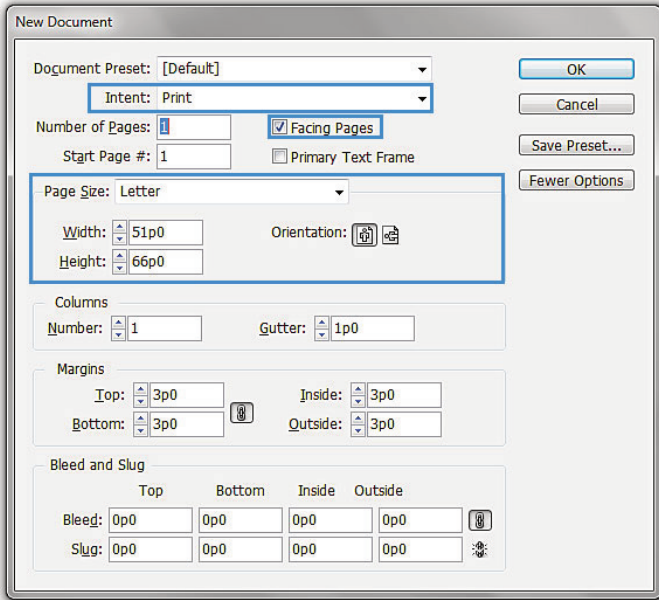 New Document
Document Preset: [Default]
OK
Intent: Print
Cancel
Number of Pages: 1
Facing Pages
Save Preset...
Start Page #: 1
Primary Text Frame
Fewer Options
Page Size: Letter
Width: 51p0
Orientation:
Height: 66p0
Columns
Number: 1
Gutter: 1p0
Margins
Top: 3p0
Inside: 3p0
Bottom: 3p0
Outside: 3p0
Bleed and Slug
Top Bottom Inside Outside
Bleed: 0p0 0p0 0p0 0p0
Slug: 0p0 0p0 0p0 0p0